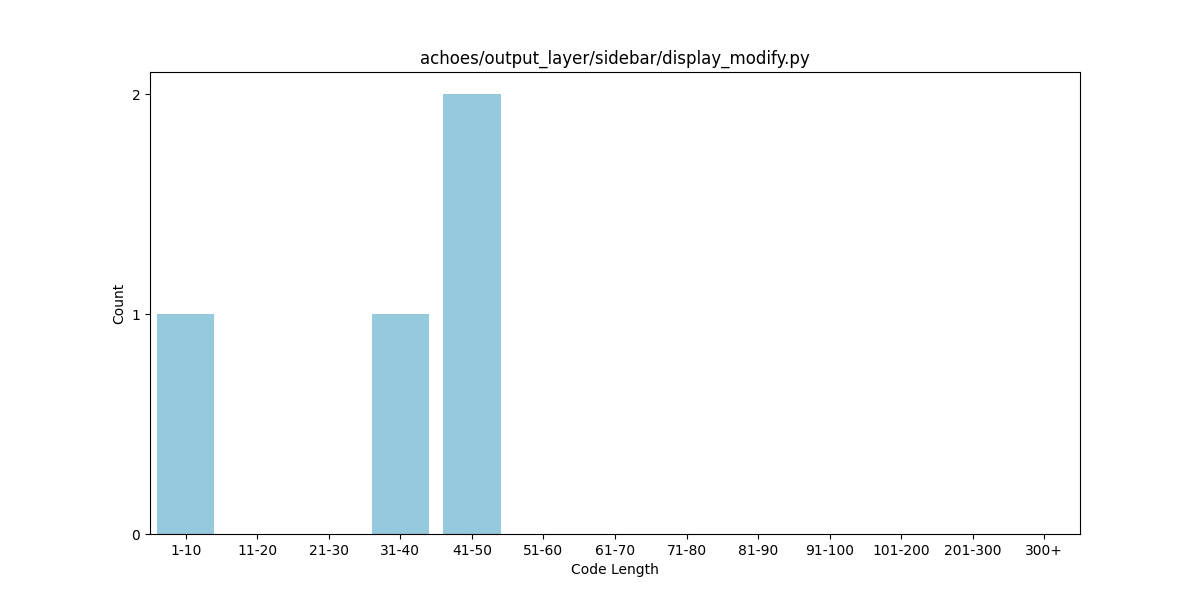 achoes/output_layer/sidebar/display_modify.py
2
1
0
Count
1-10 11-20 21-30 31-40 41-50 51-60 61-70 71-80 81-90 91-100 101-200 201-300 300+
Code Length